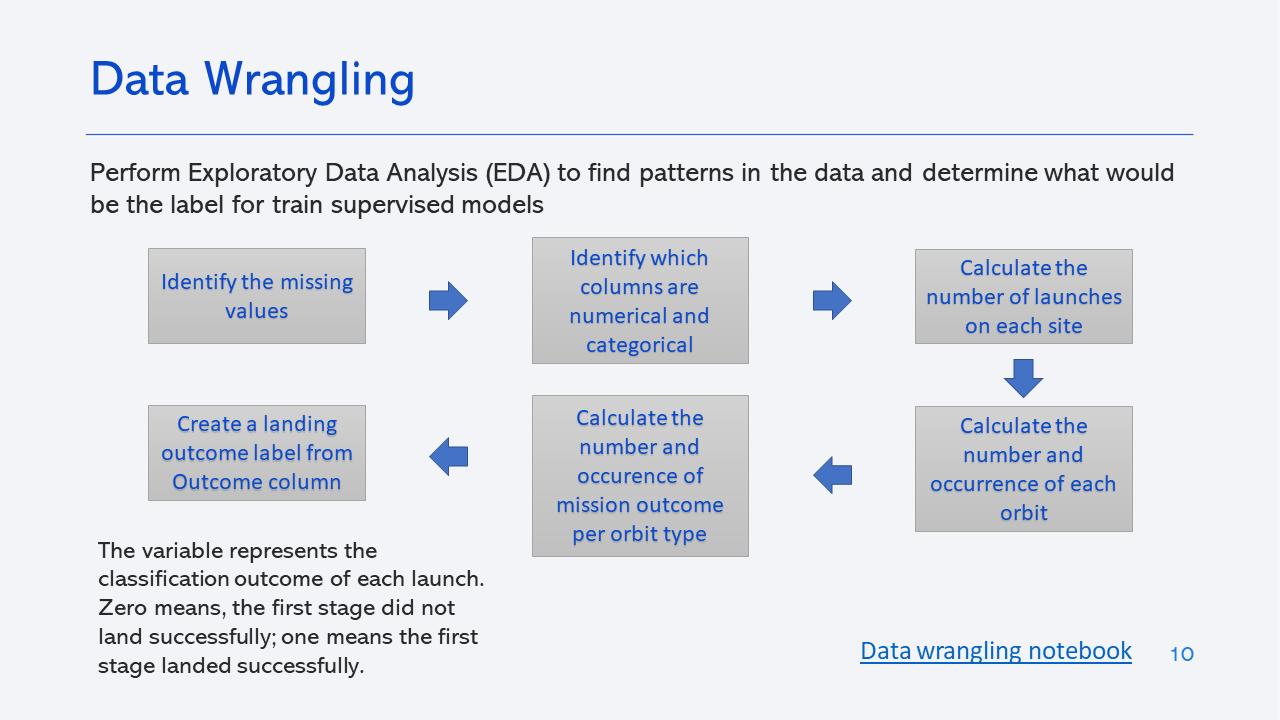 Data Wrangling
Perform Exploratory Data Analysis (EDA) to find patterns in the data and determine what would
be the label for train supervised models
Identify the missing
values
Identify which
columns are
numerical and
categorical
Calculate the
number of launches
on each site
Calculate the
number and
occurrence of each
orbit
Calculate the
number and
occurence of
mission outcome
per orbit type
Create a landing
outcome label from
Outcome column
The variable represents the
classification outcome of each launch.
Zero means, the first stage did not
land successfully; one means the first
stage landed successfully.
Data wrangling notebook
10